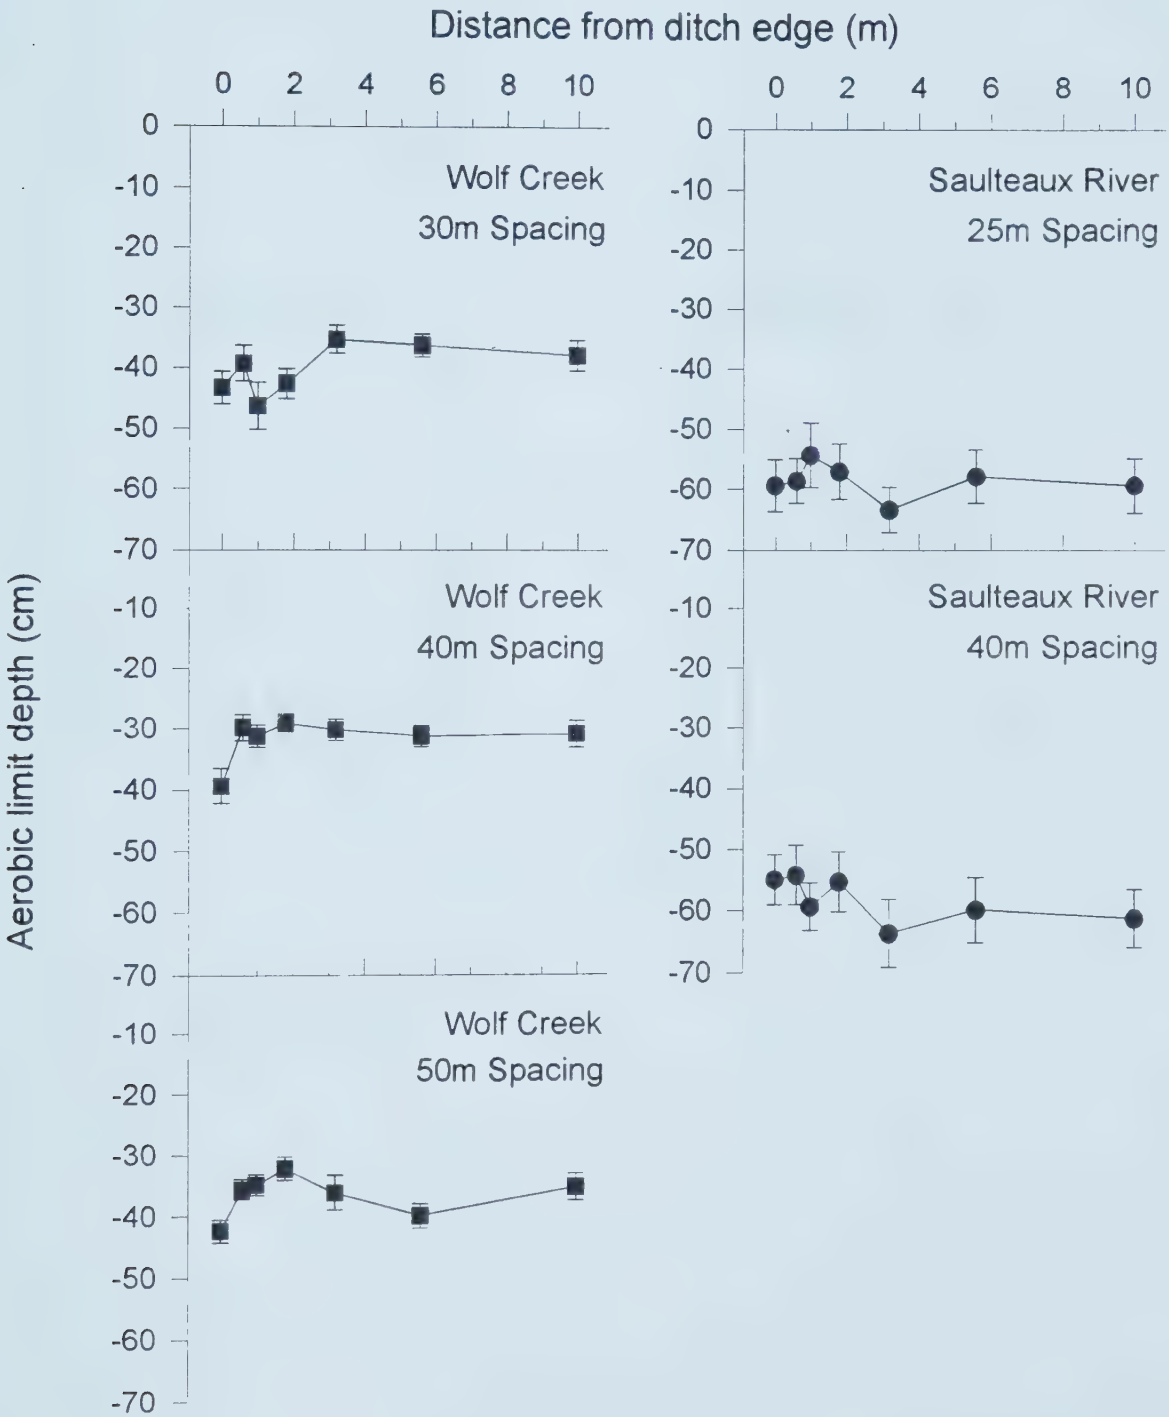 Distance from ditch edge (m)
0 2 4 6 8 10
0 2 4 6 8 10
Aerobic limit depth (cm)
0
-10
-20
-30
-40
-50
-60
-70
Wolf Creek
30m Spacing
0
-10
-20
-30
-40
-50
-60
-70
Saulteaux River
25m Spacing
-10
-20
-30
-40
-50
-60
-70
Wolf Creek
40m Spacing
-10
-20
-30
-40
-50
-60
-70
Saulteaux River
40m Spacing
-10
-20
-30
-40
-50
-60
-70
Wolf Creek
50m Spacing